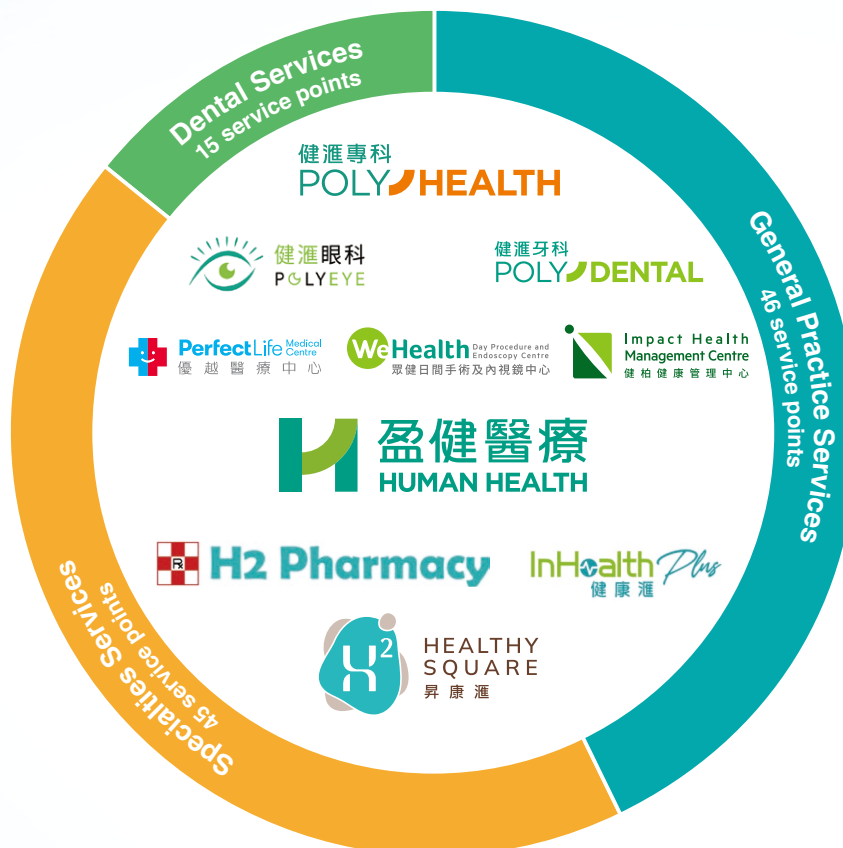 Dental Services
15 service points
General Practice Services
46 service points
Specialties Services
45 service points
健滙專科
POLYHEALTH
健滙眼科
POLYEYE
健滙牙科
POLYDENTAL
PerfectLife Medical Centre
優越醫療中心
WeHealth Day Procedure and Endoscopy Centre
眾健日間手術及內視鏡中心
Impact Health
Management Centre
健柏健康管理中心
盈健醫療
HUMAN HEALTH
Rx H2 Pharmacy
InHealth Plus
健康滙
H2
HEALTHY
SQUARE
昇康滙